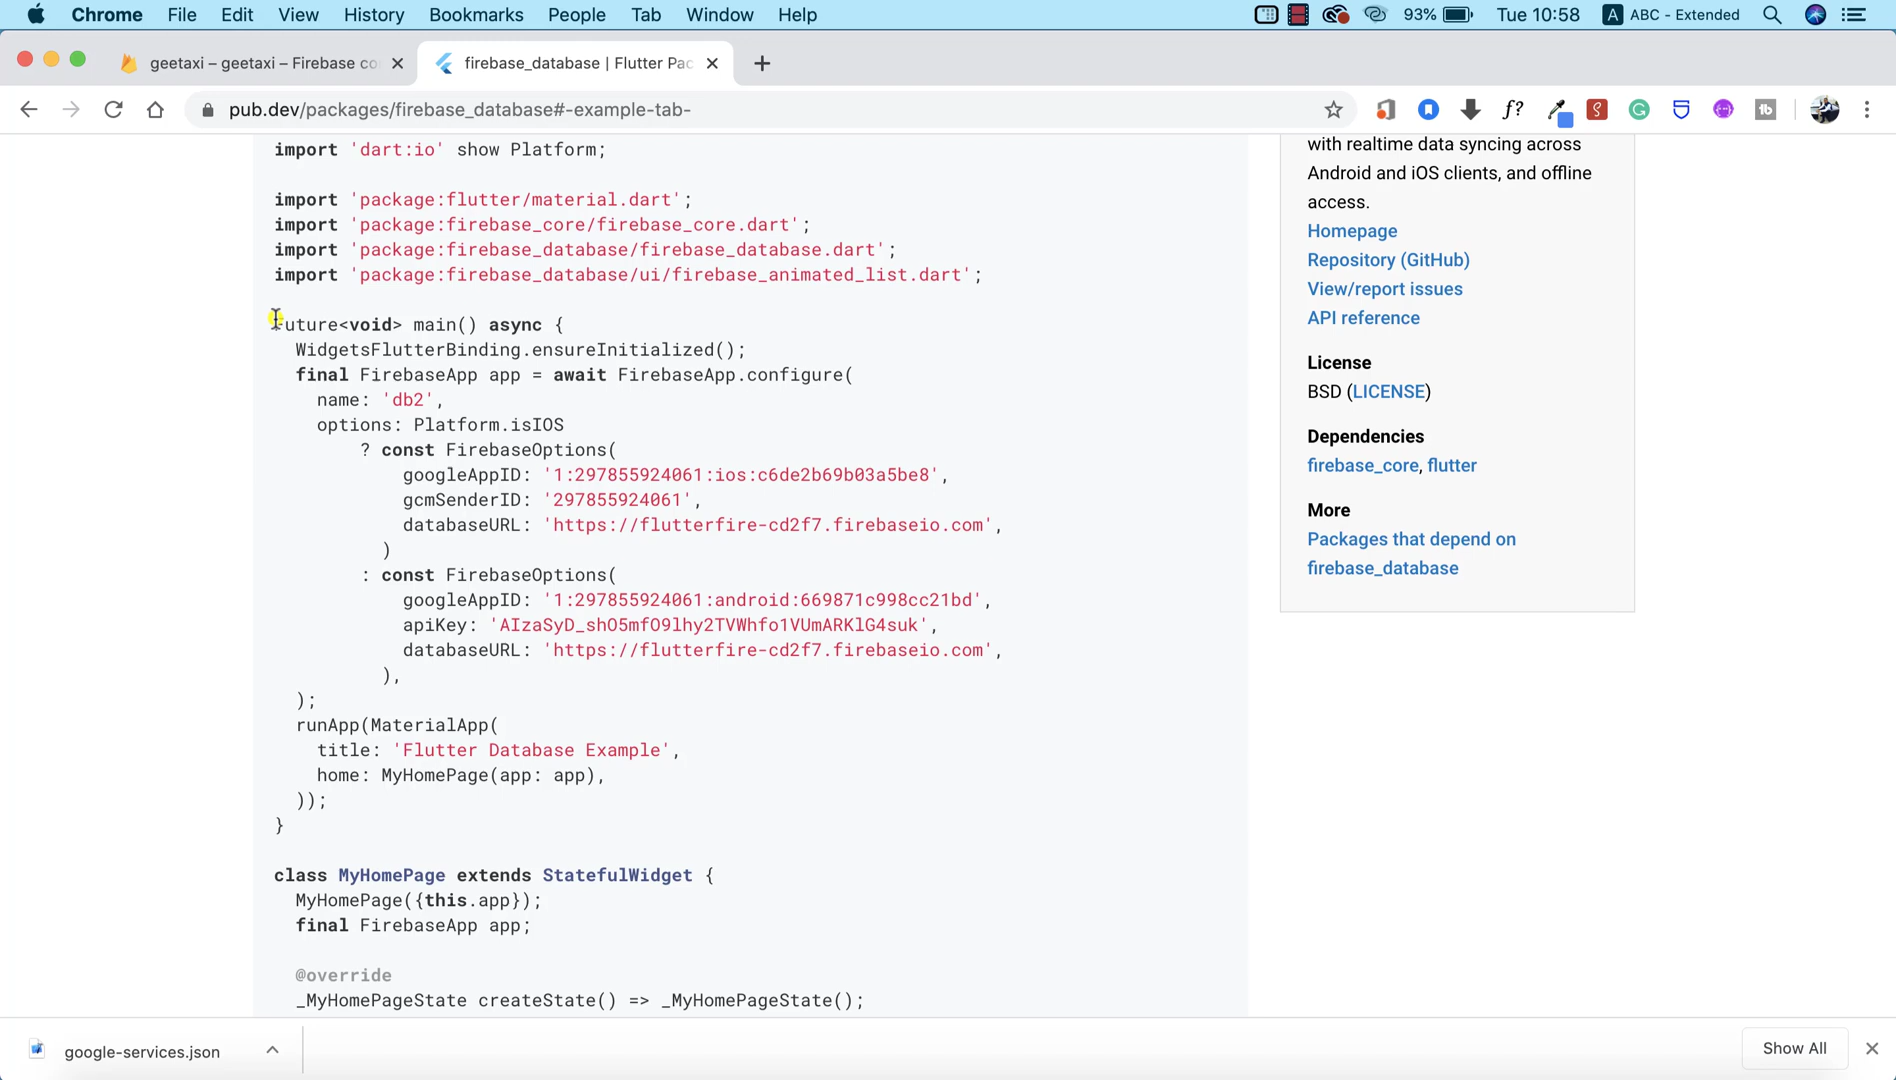 Chrome File Edit View History Bookmarks People Tab Window Help 93% Tue 10:58 A ABC - Extended
geetaxi – geetaxi – Firebase co
firebase_database | Flutter Pac
pub.dev/packages/firebase_database#-example-tab-
f?
import 'dart:io' show Platform;
import 'package:flutter/material.dart';
import 'package:firebase_core/firebase_core.dart';
import 'package:firebase_database/firebase_database.dart';
import 'package:firebase_database/ui/firebase_animated_list.dart';
Future<void> main() async {
WidgetsFlutterBinding.ensureInitialized();
final FirebaseApp app = await FirebaseApp.configure(
name: 'db2',
options: Platform.isIOS
? const FirebaseOptions(
googleAppID: '1:297855924061:ios:c6de2b69b03a5be8',
gcmSenderID: '297855924061',
databaseURL: 'https://flutterfire-cd2f7.firebaseio.com',
)
: const FirebaseOptions(
googleAppID: '1:297855924061:android:669871c998cc21bd',
apiKey: 'AIzaSyD_shO5mfO9lhy2TVWhfo1VUmARKlG4suk',
databaseURL: 'https://flutterfire-cd2f7.firebaseio.com',
),
);
runApp(MaterialApp(
title: 'Flutter Database Example',
home: MyHomePage(app: app),
));
}
class MyHomePage extends StatefulWidget {
MyHomePage({this.app});
final FirebaseApp app;
@override
_MyHomePageState createState() => _MyHomePageState();
with realtime data syncing across
Android and iOS clients, and offline
access.
Homepage
Repository (GitHub)
View/report issues
API reference
License
BSD (LICENSE)
Dependencies
firebase_core, flutter
More
Packages that depend on
firebase_database
google-services.json
Show All